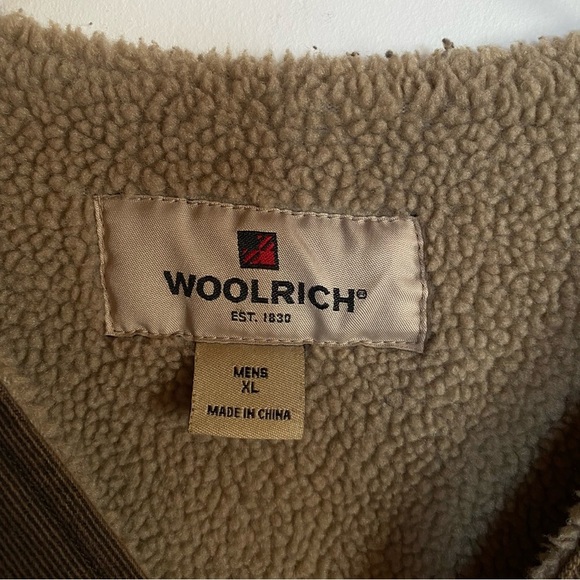 WOOLRICH®
EST. 1830
MENS
XL
MADE IN CHINA